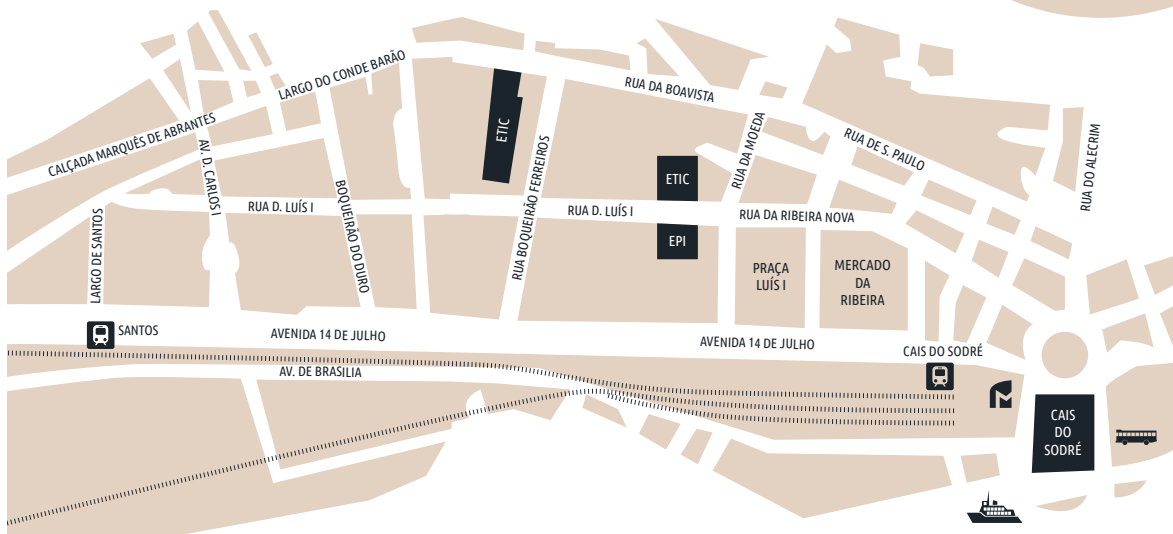 LARGO DO CONDE BARÃO
RUA DA BOAVISTA
CALÇADA MARQUÊS DE ABRANTES
AV. D. CARLOS I
ETIC
RUA BOQUEIRÃO FERREIROS
RUA DA MOEDA
RUA DE S. PAULO
RUA DO ALECRIM
ETIC
LARGO DE SANTOS
RUA D. LUÍS I
BOQUEIRÃO DO DURO
RUA D. LUÍS I
RUA DA RIBEIRA NOVA
EPI
PRAÇA
LUÍS I
MERCADO
DA
RIBEIRA
SANTOS
AVENIDA 14 DE JULHO
AVENIDA 14 DE JULHO
CAIS DO SODRÉ
AV. DE BRASILIA
CAIS
DO
SODRÉ